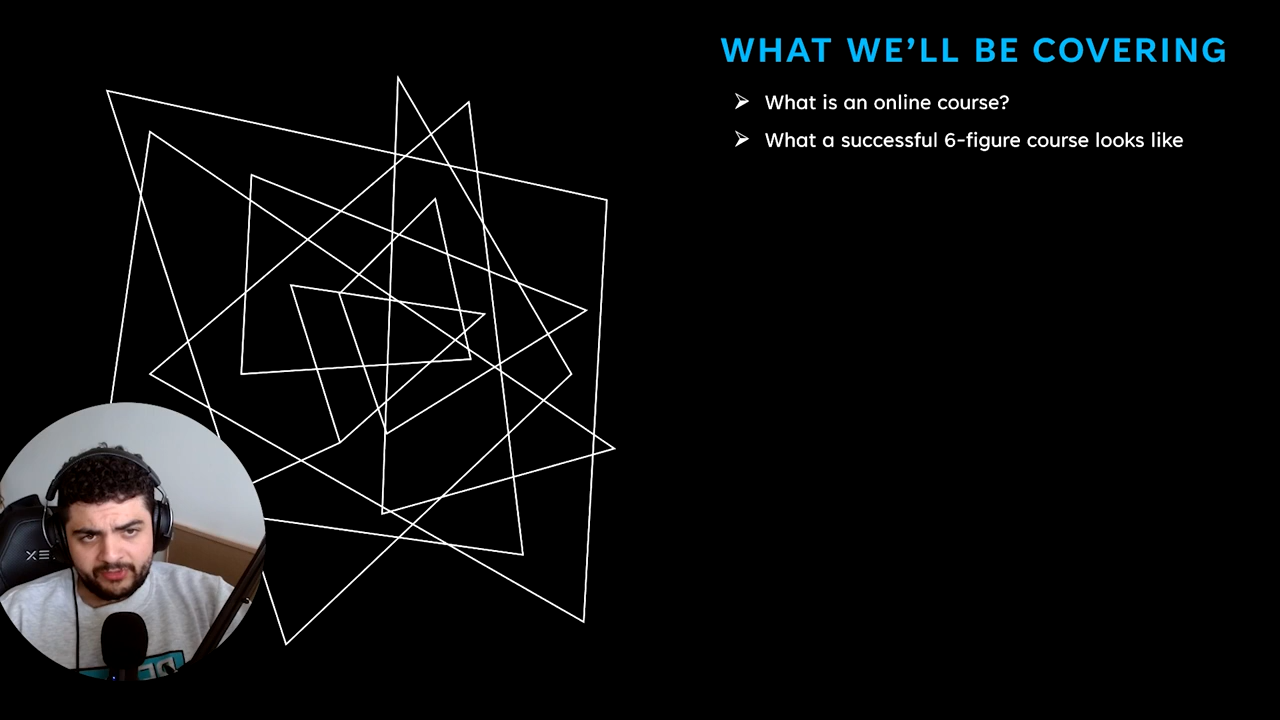 WHAT WE’LL BE COVERING
➢ What is an online course?
➢ What a successful 6-figure course looks like